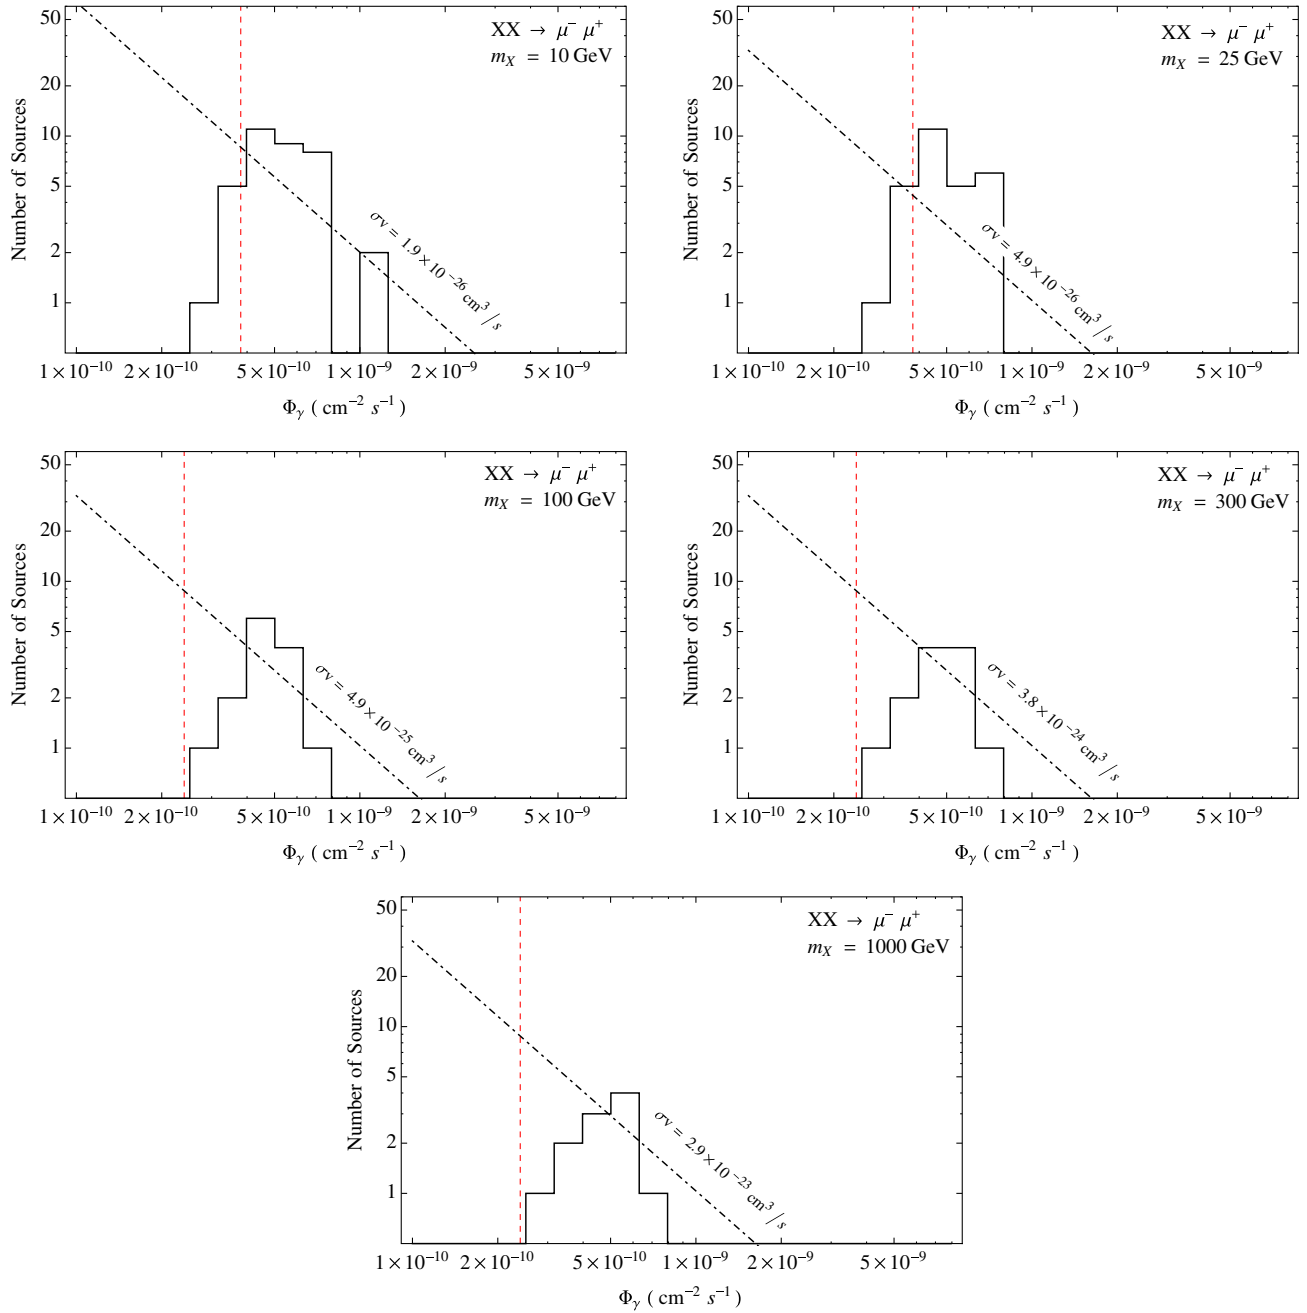 XX → μ⁻ μ⁺
m_X = 10 GeV
Number of Sources
50
20
10
5
2
1
σv = 1.9×10⁻²⁶ cm³/s
1×10⁻¹⁰ 2×10⁻¹⁰ 5×10⁻¹⁰ 1×10⁻⁹ 2×10⁻⁹ 5×10⁻⁹
Φ_γ ( cm⁻² s⁻¹ )
XX → μ⁻ μ⁺
m_X = 25 GeV
Number of Sources
50
20
10
5
2
1
σv = 4.9×10⁻²⁶ cm³/s
1×10⁻¹⁰ 2×10⁻¹⁰ 5×10⁻¹⁰ 1×10⁻⁹ 2×10⁻⁹ 5×10⁻⁹
Φ_γ ( cm⁻² s⁻¹ )
XX → μ⁻ μ⁺
m_X = 100 GeV
Number of Sources
50
20
10
5
2
1
σv = 4.9×10⁻²⁵ cm³/s
1×10⁻¹⁰ 2×10⁻¹⁰ 5×10⁻¹⁰ 1×10⁻⁹ 2×10⁻⁹ 5×10⁻⁹
Φ_γ ( cm⁻² s⁻¹ )
XX → μ⁻ μ⁺
m_X = 300 GeV
Number of Sources
50
20
10
5
2
1
σv = 3.8×10⁻²⁴ cm³/s
1×10⁻¹⁰ 2×10⁻¹⁰ 5×10⁻¹⁰ 1×10⁻⁹ 2×10⁻⁹ 5×10⁻⁹
Φ_γ ( cm⁻² s⁻¹ )
XX → μ⁻ μ⁺
m_X = 1000 GeV
Number of Sources
50
20
10
5
2
1
σv = 2.9×10⁻²³ cm³/s
1×10⁻¹⁰ 2×10⁻¹⁰ 5×10⁻¹⁰ 1×10⁻⁹ 2×10⁻⁹ 5×10⁻⁹
Φ_γ ( cm⁻² s⁻¹ )